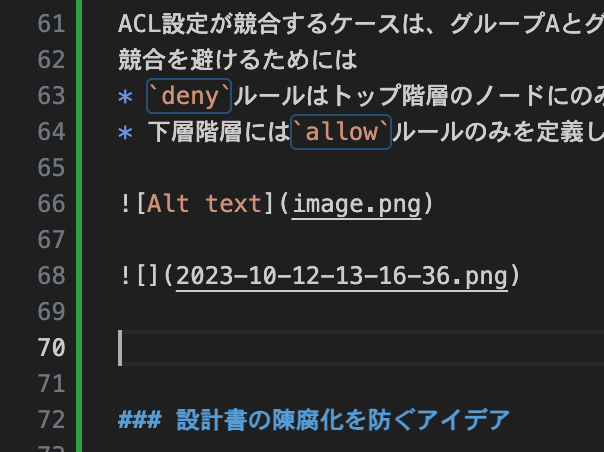 61 ACL設定が競合するケースは、グループAとグ
62 競合を避けるためには
63 * `deny`ルールはトップ階層のノードにのみ
64 * 下層階層には`allow`ルールのみを定義し
65
66 ![Alt text](image.png)
67
68 ![](2023-10-12-13-16-36.png)
69
70
71
72 ### 設計書の陳腐化を防ぐアイデア